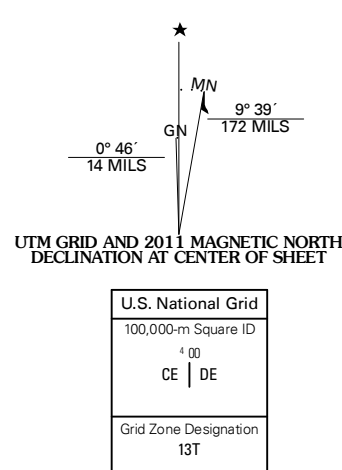 ★
MN
GN
9° 39´
172 MILS
0° 46´
14 MILS
UTM GRID AND 2011 MAGNETIC NORTH
DECLINATION AT CENTER OF SHEET
U.S. National Grid
100,000-m Square ID
4 00
CE DE
Grid Zone Designation
13T